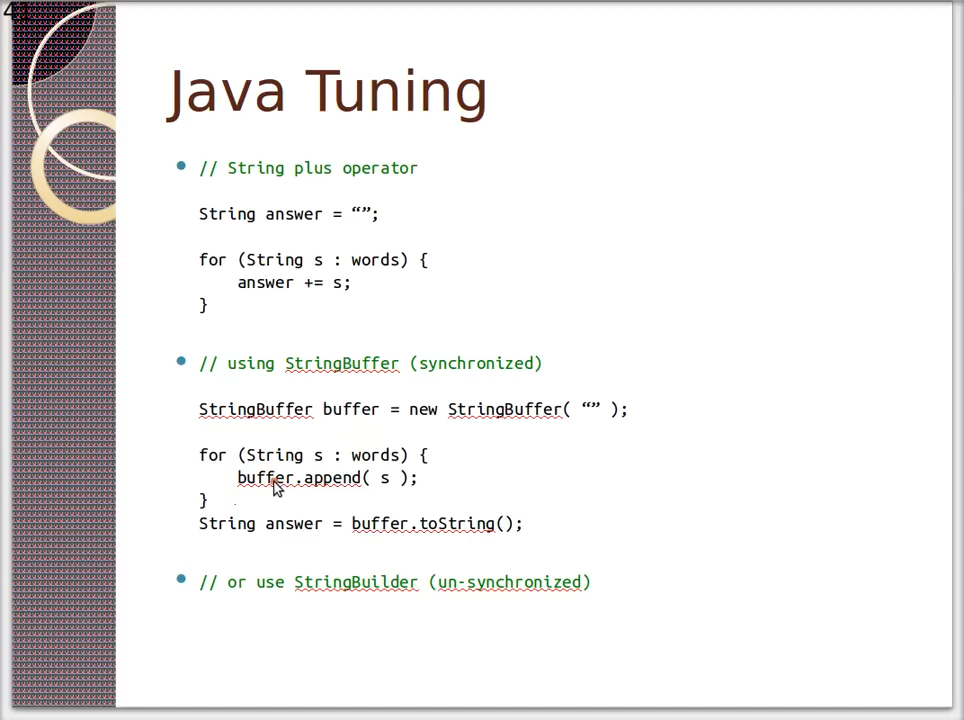 4
Java Tuning
// String plus operator
String answer = “”;
for (String s : words) {
answer += s;
}
// using StringBuffer (synchronized)
StringBuffer buffer = new StringBuffer( “” );
for (String s : words) {
buffer.append( s );
}
String answer = buffer.toString();
// or use StringBuilder (un-synchronized)